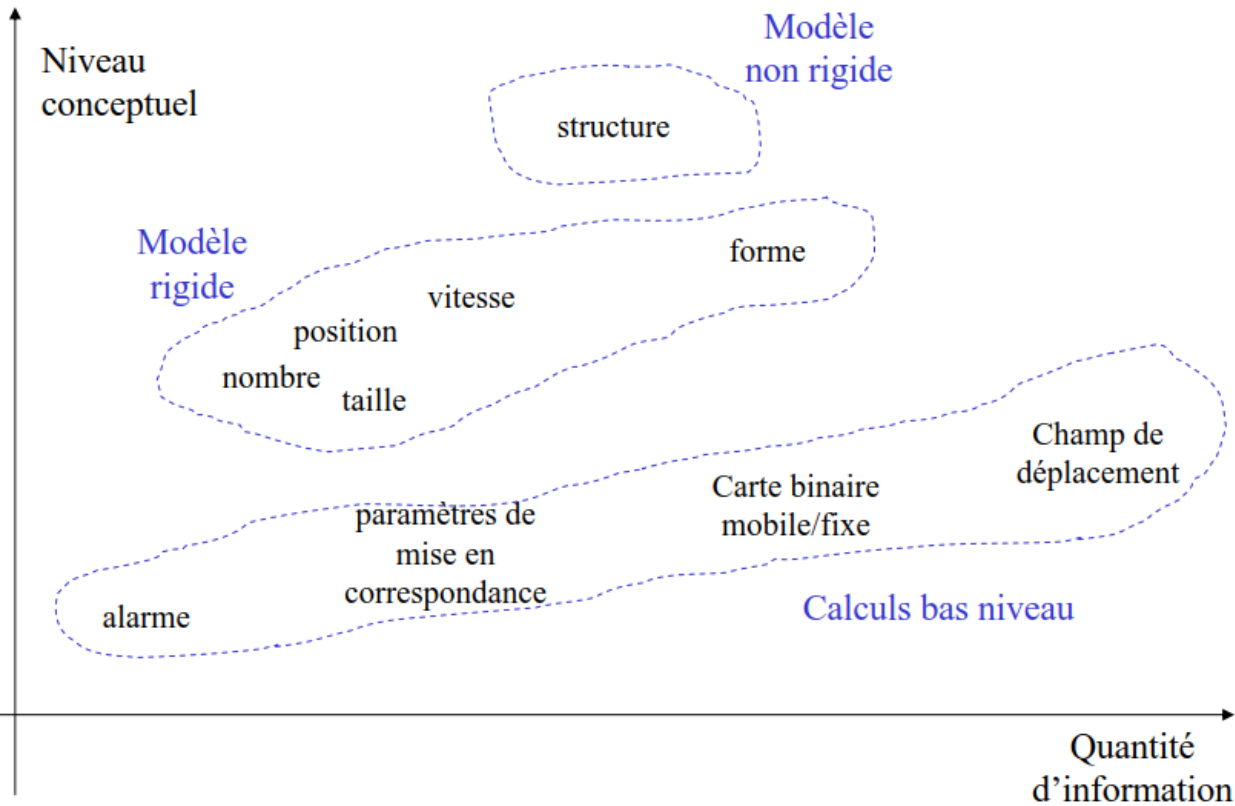 Niveau
conceptuel
Modèle
non rigide
structure
Modèle
rigide
forme
vitesse
position
nombre
taille
Champ de
déplacement
Carte binaire
mobile/fixe
paramètres de
mise en
correspondance
alarme
Calculs bas niveau
Quantité
d’information